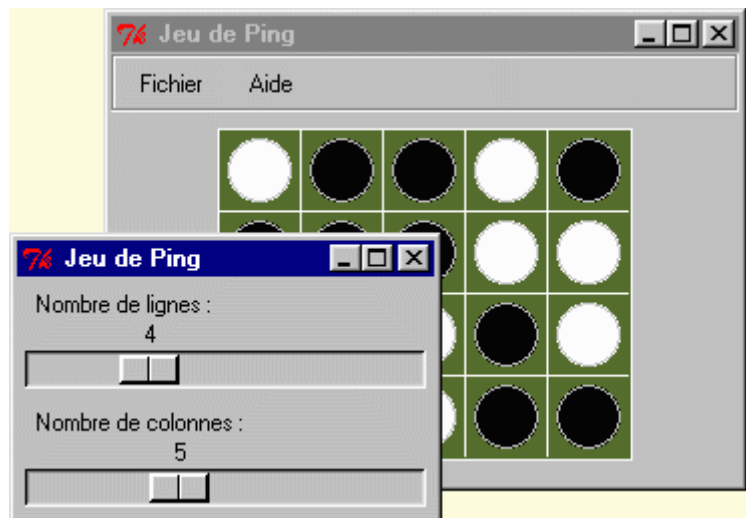 Jeu de Ping
Fichier Aide
Jeu de Ping
Nombre de lignes :
4
Nombre de colonnes :
5